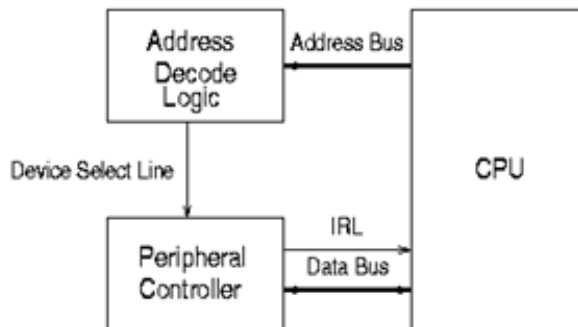 Address
Decode
Logic
Address Bus
CPU
Device Select Line
IRL
Data Bus
Peripheral
Controller